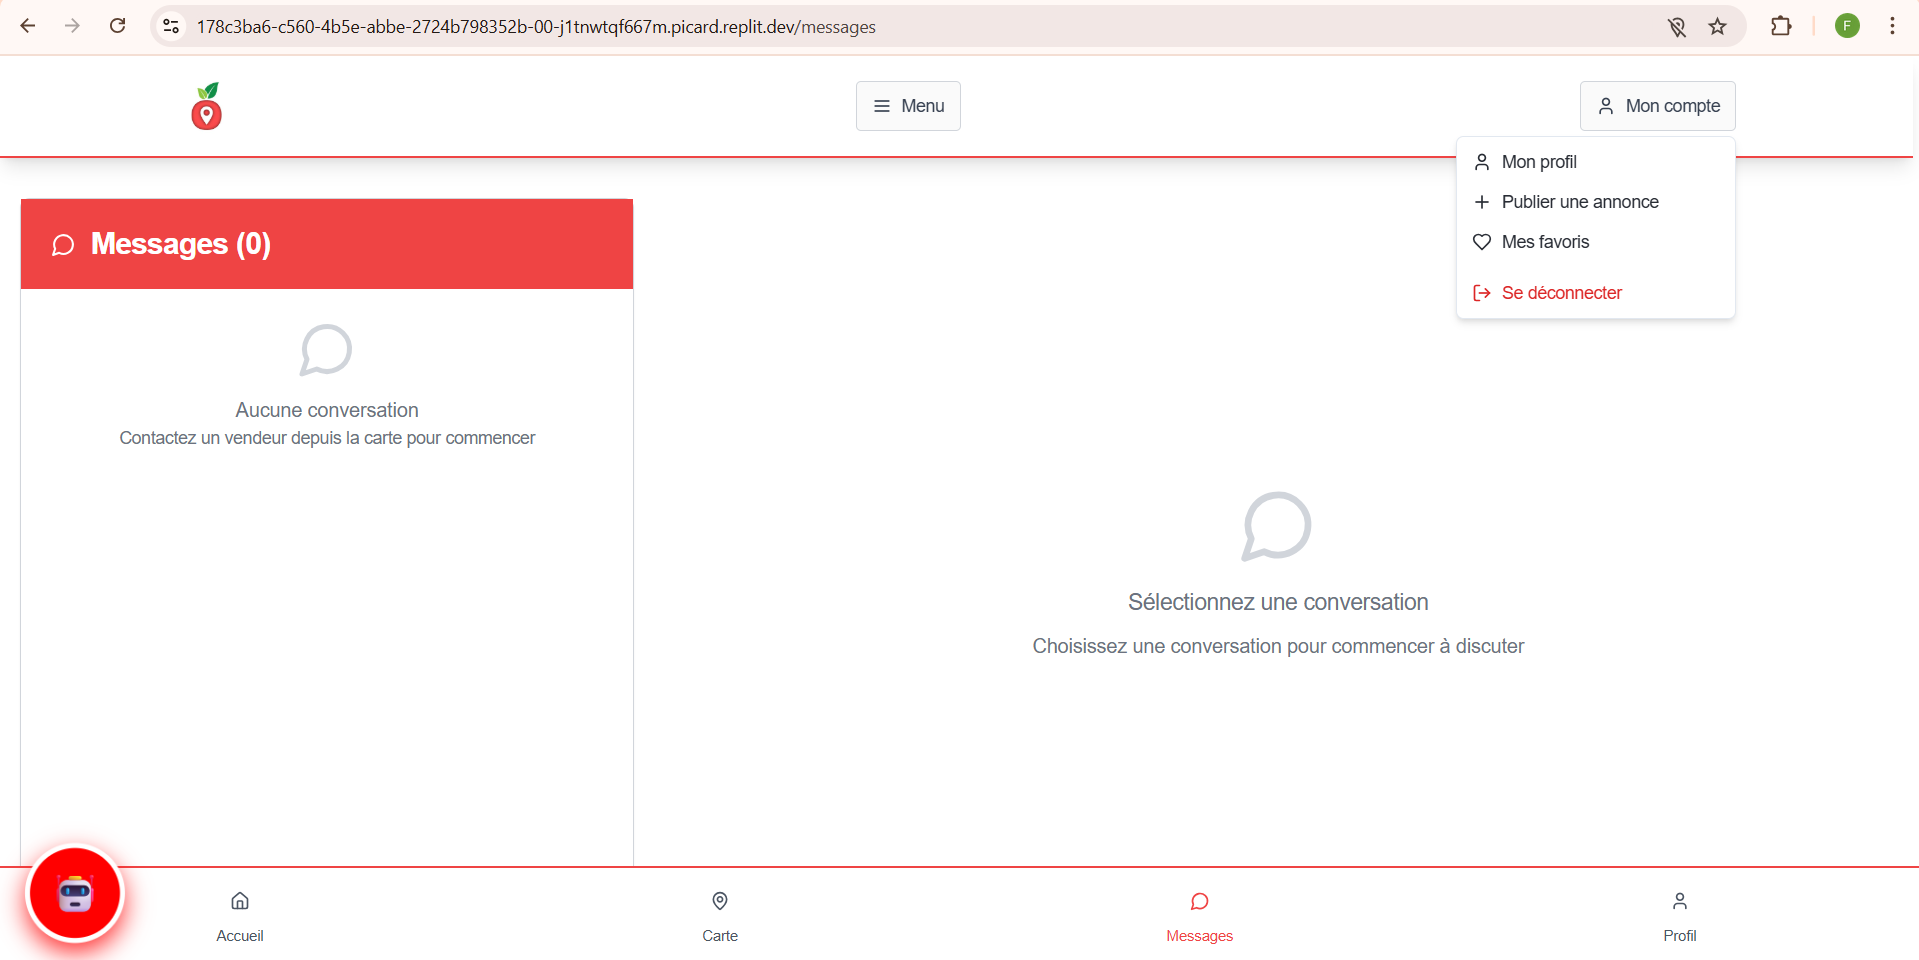 178c3ba6-c560-4b5e-abbe-2724b798352b-00-j1tnwtqf667m.picard.replit.dev/messages
F
Menu
Mon compte
Mon profil
Publier une annonce
Mes favoris
Se déconnecter
Messages (0)
Aucune conversation
Contactez un vendeur depuis la carte pour commencer
Sélectionnez une conversation
Choisissez une conversation pour commencer à discuter
Accueil
Carte
Messages
Profil